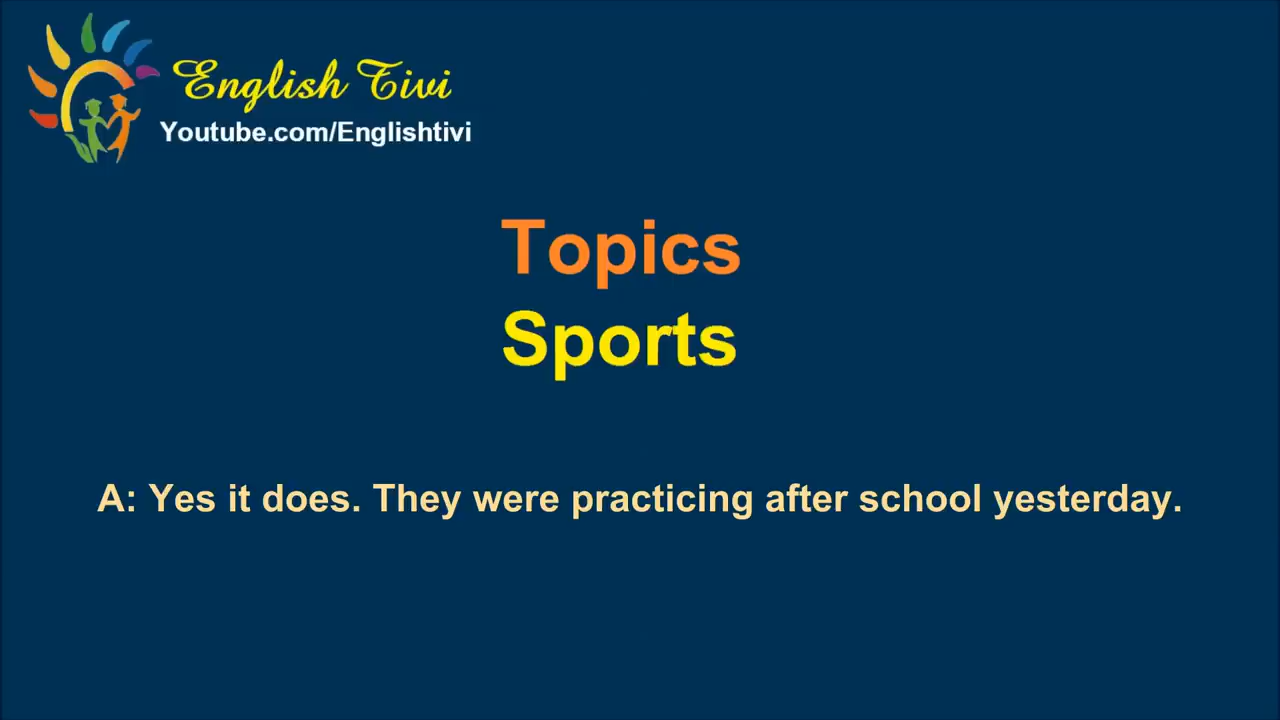 English Tivi
Youtube.com/Englishtivi
Topics
Sports
A: Yes it does. They were practicing after school yesterday.